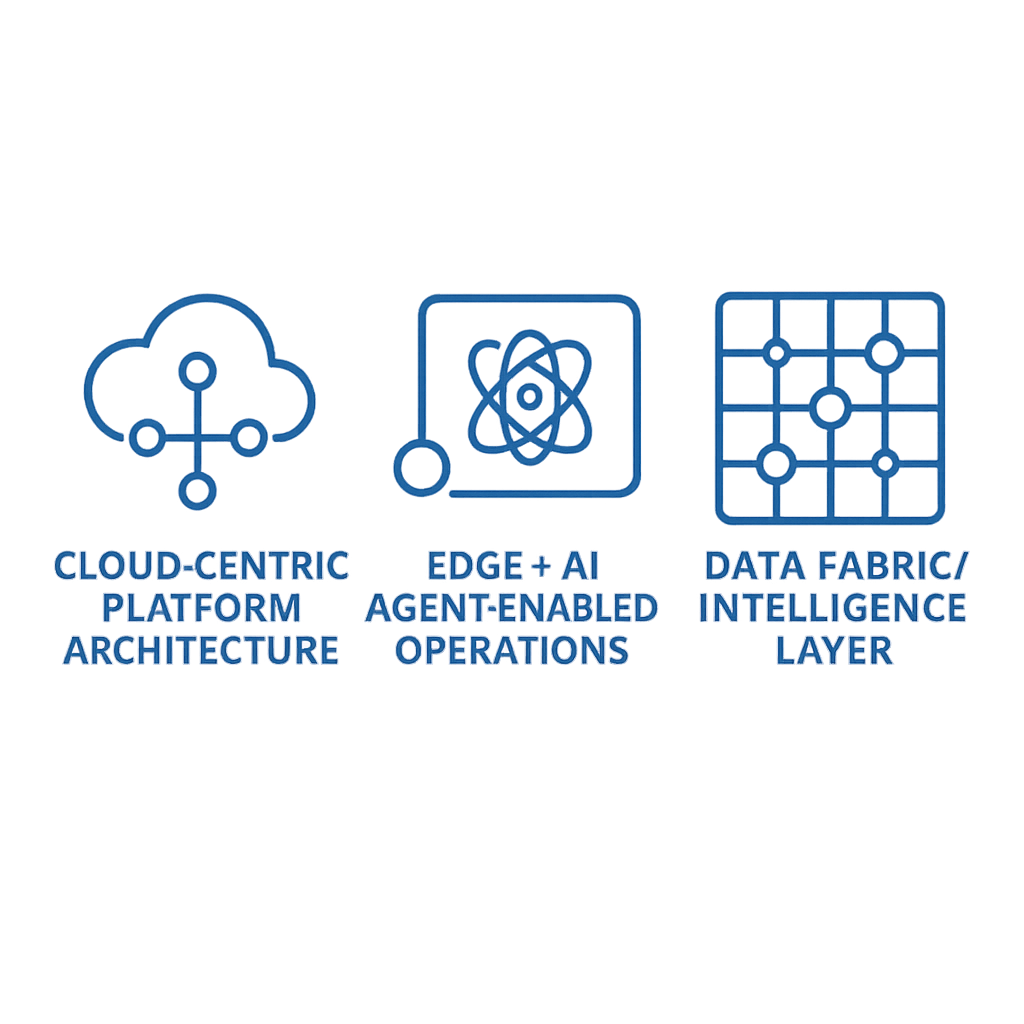 CLOUD-CENTRIC
PLATFORM
ARCHITECTURE
EDGE + AI
AGENT-ENABLED
OPERATIONS
DATA FABRIC/
INTELLIGENCE
LAYER